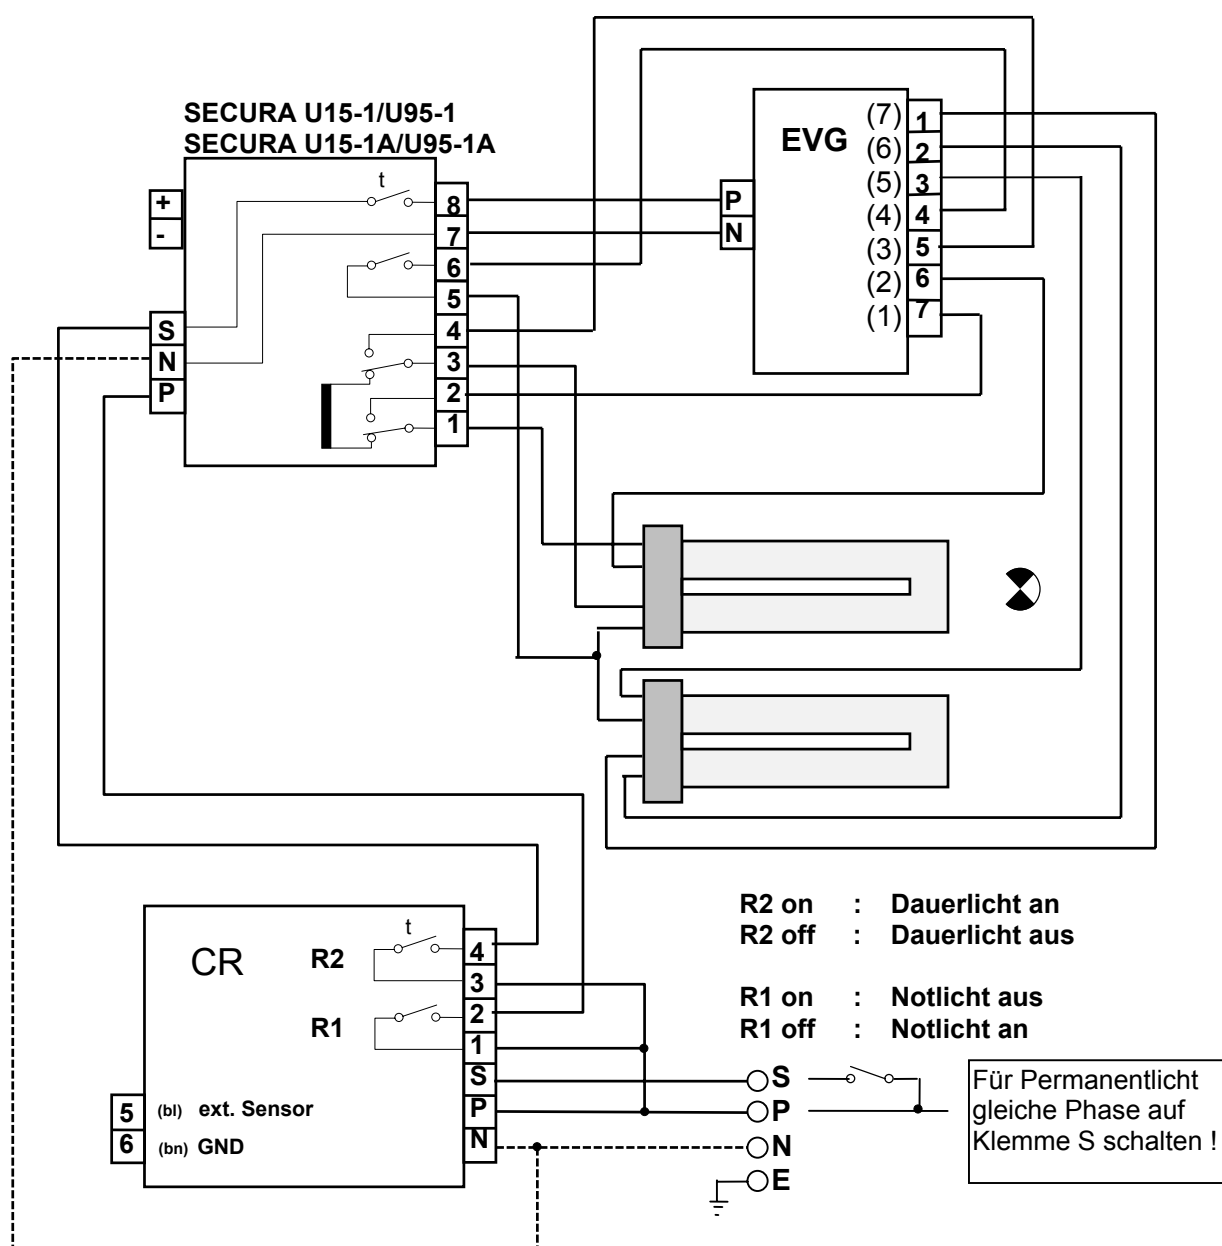 SECURA U15-1/U95-1
SECURA U15-1A/U95-1A
t
+
-
S
N
P
8
7
6
5
4
3
2
1
EVG
P
N
(7) 1
(6) 2
(5) 3
(4) 4
(3) 5
(2) 6
(1) 7
CR
t
R2
R1
4
3
2
1
S
P
N
5 (bl) ext. Sensor
6 (bn) GND
R2 on : Dauerlicht an
R2 off : Dauerlicht aus
R1 on : Notlicht aus
R1 off : Notlicht an
S
P
N
E
Für Permanentlicht
gleiche Phase auf
Klemme S schalten !